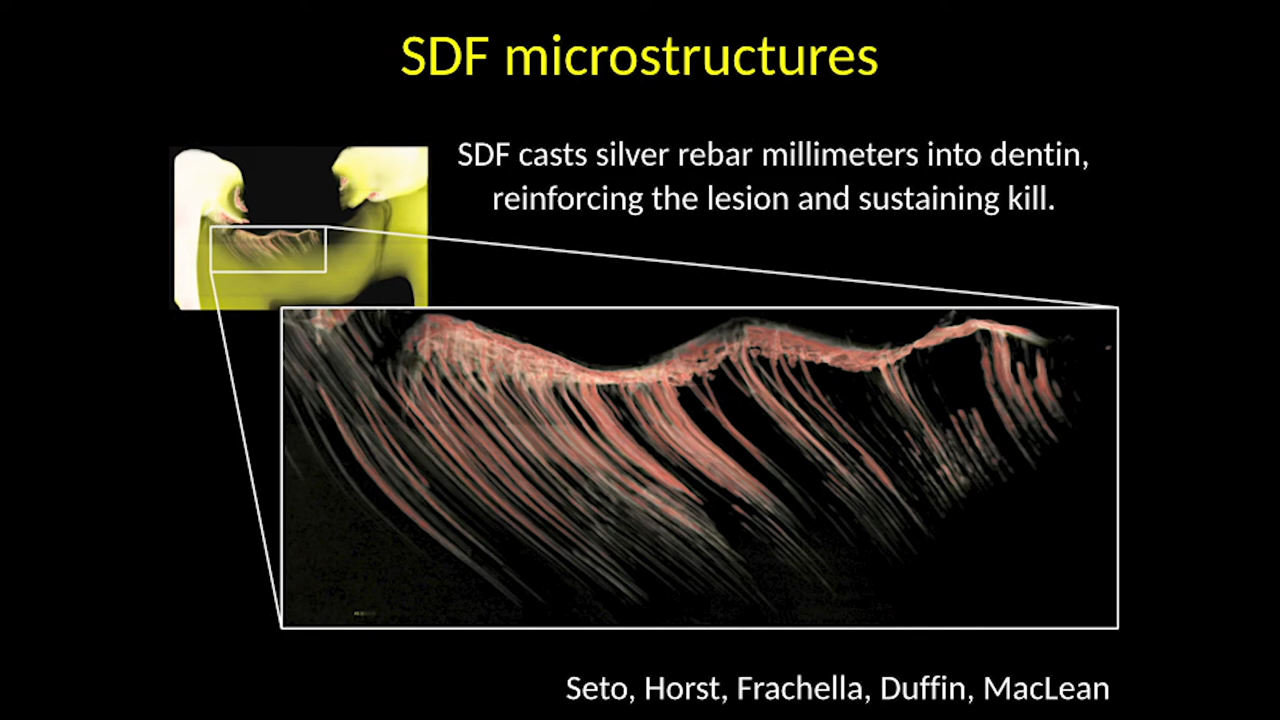 SDF microstructures
SDF casts silver rebar millimeters into dentin,
reinforcing the lesion and sustaining kill.
Seto, Horst, Frachella, Duffin, MacLean